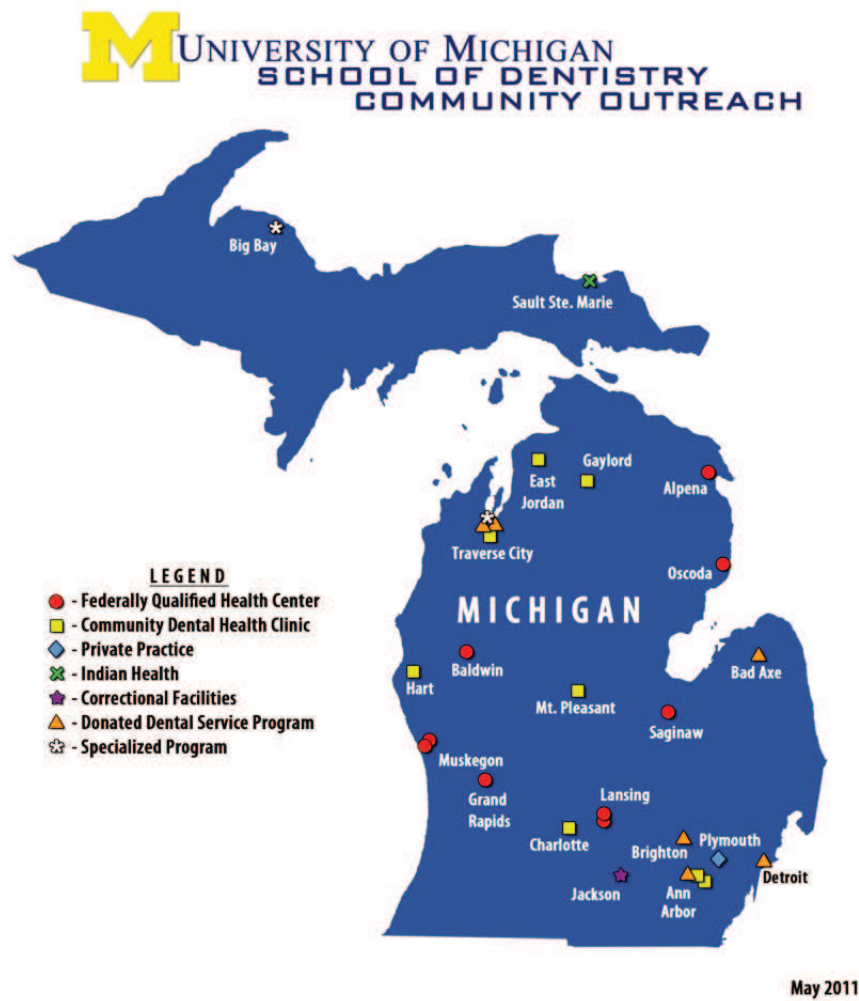 M UNIVERSITY OF MICHIGAN
SCHOOL OF DENTISTRY
COMMUNITY OUTREACH
Big Bay
Sault Ste. Marie
East
Jordan
Gaylord
Alpena
Traverse City
Oscoda
LEGEND
- Federally Qualified Health Center
- Community Dental Health Clinic
- Private Practice
- Indian Health
- Correctional Facilities
- Donated Dental Service Program
- Specialized Program
MICHIGAN
Baldwin
Bad Axe
Hart
Mt. Pleasant
Saginaw
Muskegon
Grand
Rapids
Lansing
Charlotte
Brighton
Plymouth
Detroit
Jackson
Ann
Arbor
May 2011